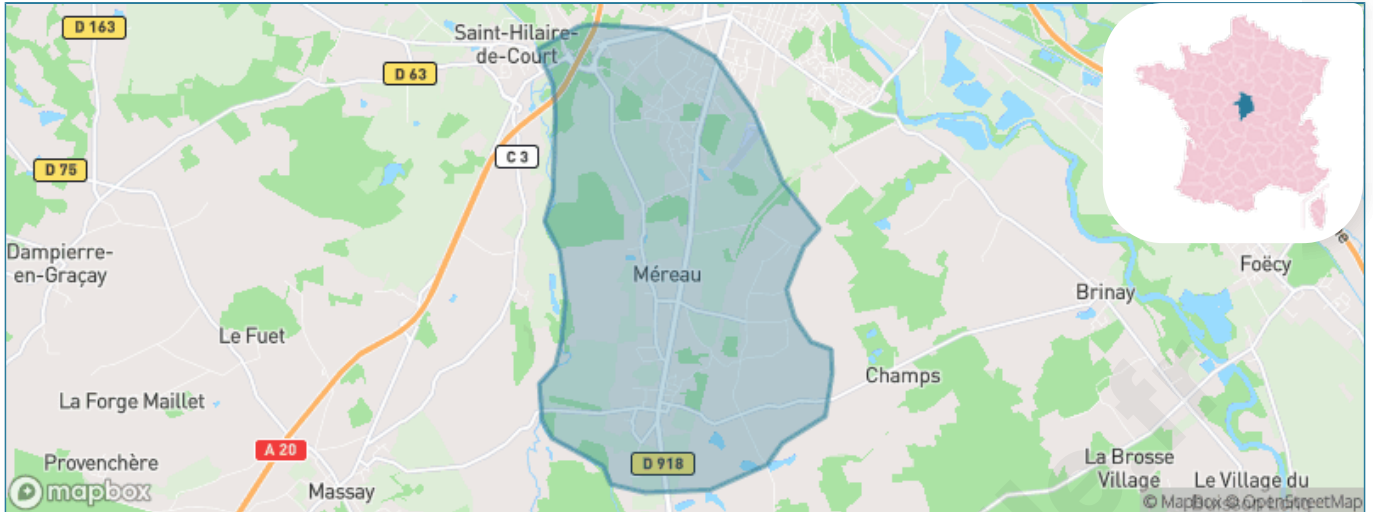 D 163
Saint-Hilaire-
de-Court
D 63
C 3
D 75
Dampierre-
en-Graçay
Méreau
Foëcy
Brinay
Le Fuet
Champs
La Forge Maillet
A 20
Provenchère
D 918
La Brosse
Village
Le Village du
Massay
mapbox
© Mapbox © OpenStreetMap